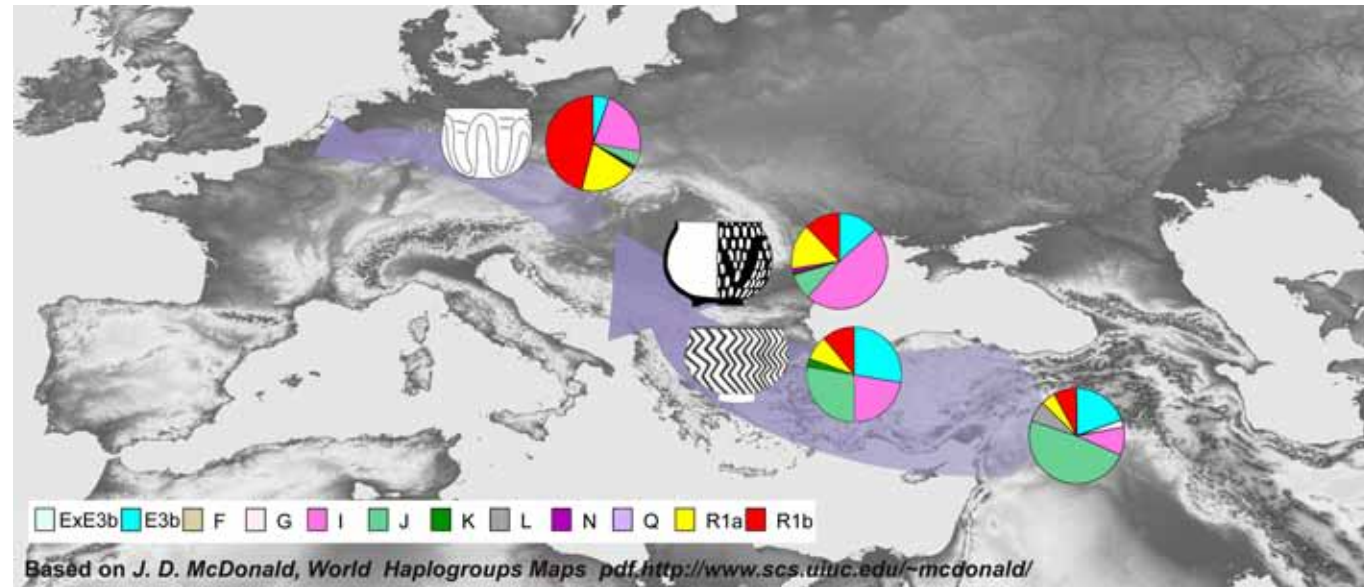 ExE3b E3b F G I J K L N Q R1a R1b
Based on J. D. McDonald, World Haplogroups Maps pdf.http://www.scs.uiuc.edu/~mcdonald/